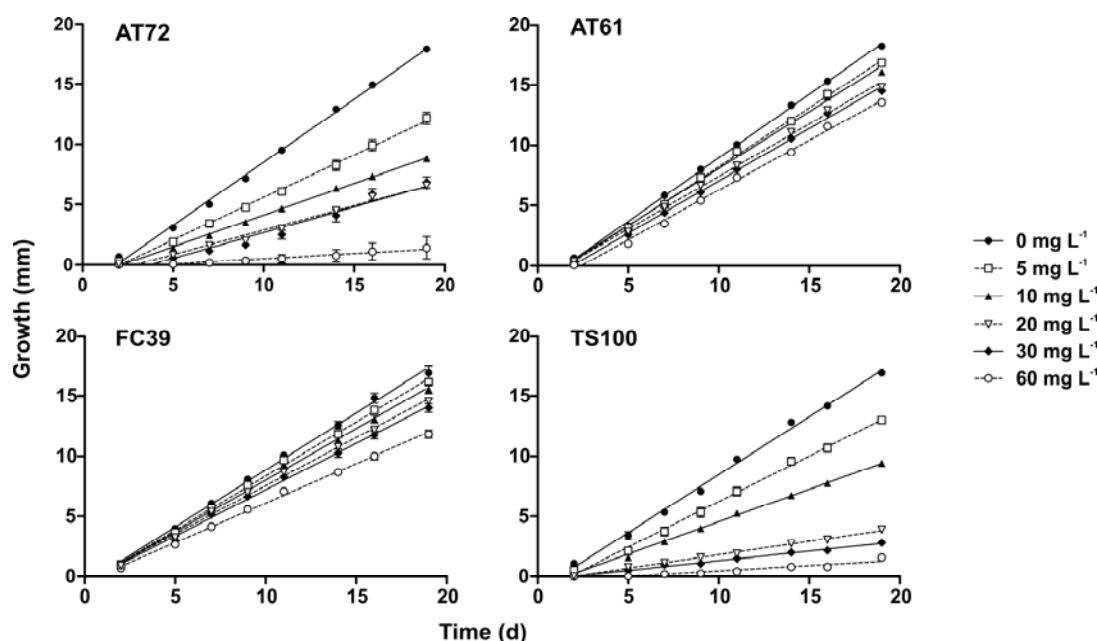 AT72
20
15
10
5
0
0 5 10 15 20
AT61
20
15
10
5
0
0 5 10 15 20
FC39
20
15
10
5
0
0 5 10 15 20
TS100
20
15
10
5
0
0 5 10 15 20
Growth (mm)
Time (d)
0 mg L⁻¹
5 mg L⁻¹
10 mg L⁻¹
20 mg L⁻¹
30 mg L⁻¹
60 mg L⁻¹